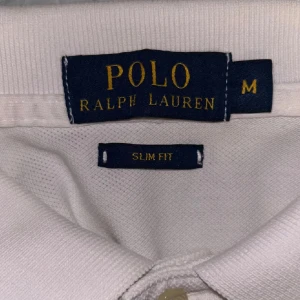 POLO
RALPH LAUREN
M
SLIM FIT